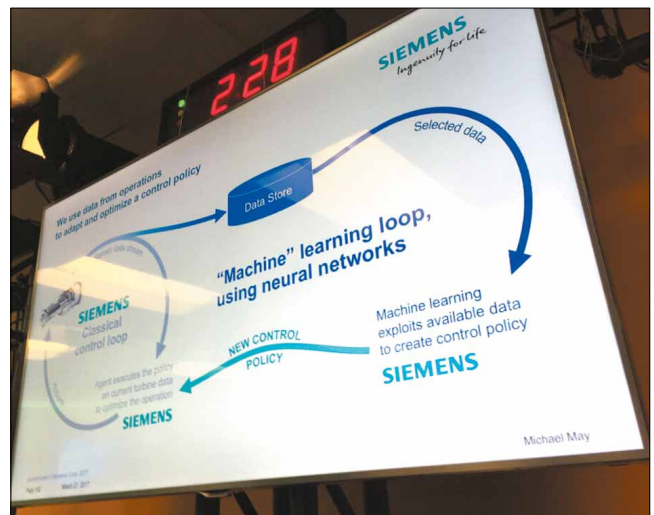 228
SIEMENS
Ingenuity for life
We use data from operations
to adapt and optimize a control policy
Data Store
Selected data
"Machine" learning loop,
using neural networks
SIEMENS
Classical
control loop
Machine learning
exploits available data
to create control policy
SIEMENS
NEW CONTROL
POLICY
Agent executes the policy
on current turbine data
to optimize the operation
SIEMENS
Michael May
March 21, 2017